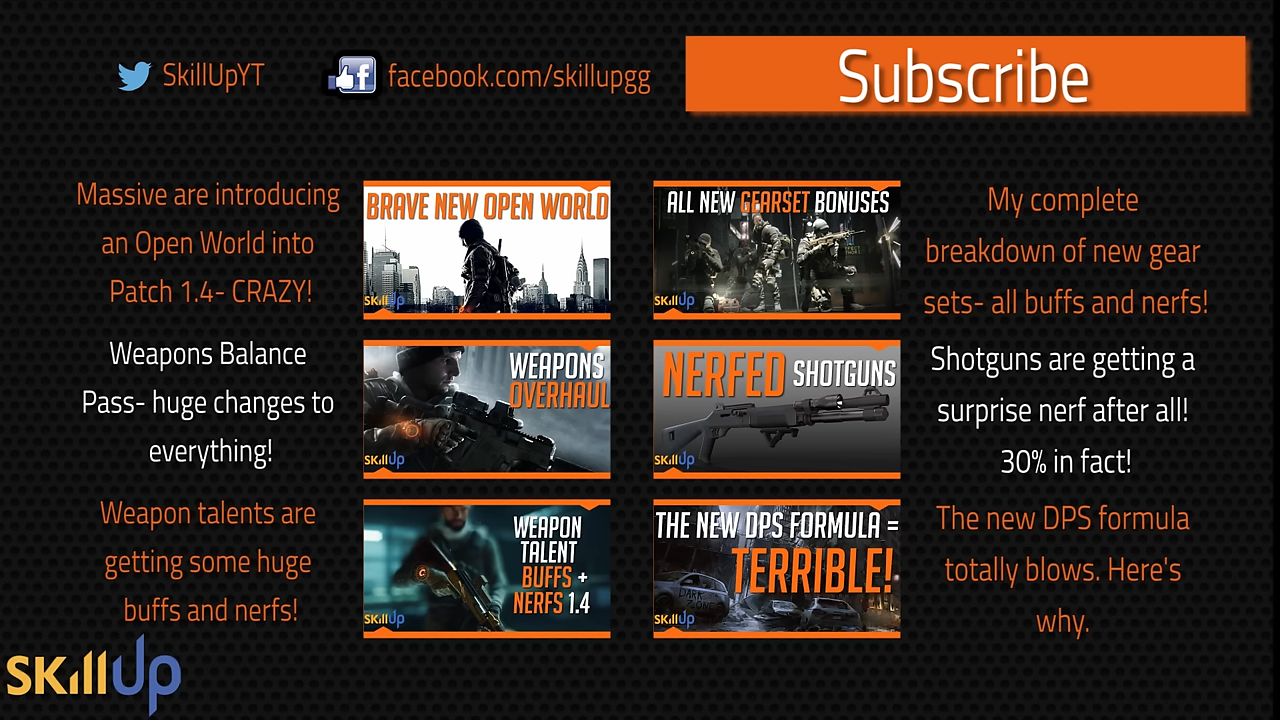 SkillUpYT
facebook.com/skillupgg
Subscribe
Massive are introducing
an Open World into
Patch 1.4- CRAZY!
BRAVE NEW OPEN WORLD
SKillUp
ALL NEW GEARSET BONUSES
SKillUp
My complete
breakdown of new gear
sets- all buffs and nerfs!
Weapons Balance
Pass- huge changes to
everything!
WEAPONS
OVERHAUL
SKillUp
NERFED SHOTGUNS
SKillUp
Shotguns are getting a
surprise nerf after all!
30% in fact!
Weapon talents are
getting some huge
buffs and nerfs!
WEAPON
TALENT
BUFFS +
NERFS 1.4
SKillUp
THE NEW DPS FORMULA =
TERRIBLE!
DARK
ZONE
SKillUp
The new DPS formula
totally blows. Here's
why.
SKillUp